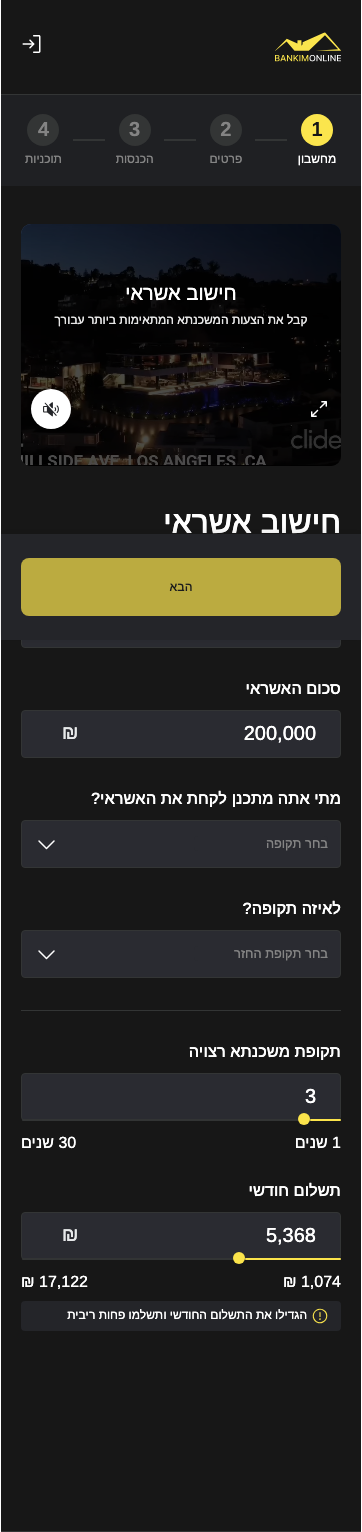 BANKIMONLINE
1
2
3
4
מחשבון
פרטים
הכנסות
תוכניות
חישוב אשראי
קבל את הצעות המשכנתא המתאימות ביותר עבורך
clide
HILLSIDE AVE, LOS ANGELES ,CA
חישוב אשראי
הבא
סכום האשראי
200,000 ₪
מתי אתה מתכנן לקחת את האשראי?
בחר תקופה
לאיזה תקופה?
בחר תקופת החזר
תקופת משכנתא רצויה
3
1 שנים
30 שנים
תשלום חודשי
5,368 ₪
1,074 ₪
17,122 ₪
הגדילו את התשלום החודשי ותשלמו פחות ריבית